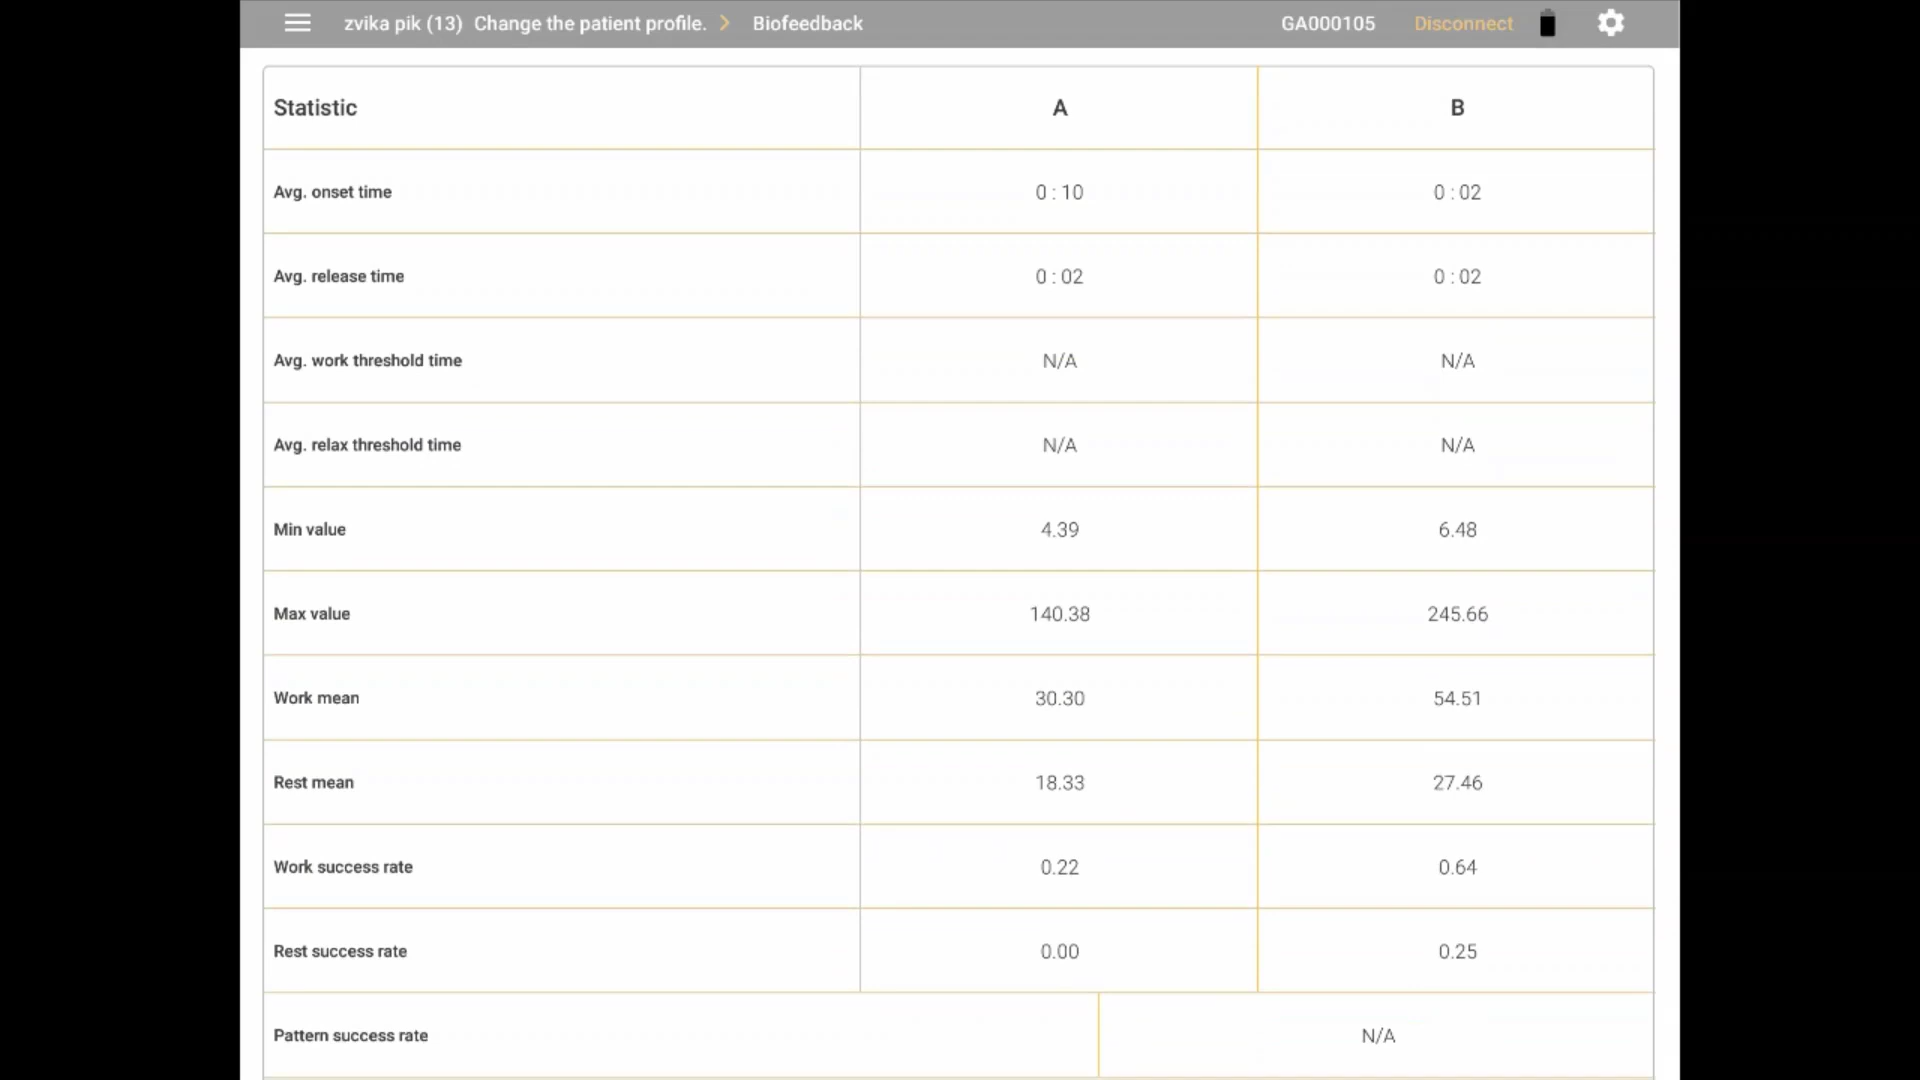 zvika pik (13) Change the patient profile. Biofeedback GA000105 Disconnect
Statistic A B
Avg. onset time 0 : 10 0 : 02
Avg. release time 0 : 02 0 : 02
Avg. work threshold time N/A N/A
Avg. relax threshold time N/A N/A
Min value 4.39 6.48
Max value 140.38 245.66
Work mean 30.30 54.51
Rest mean 18.33 27.46
Work success rate 0.22 0.64
Rest success rate 0.00 0.25
Pattern success rate N/A